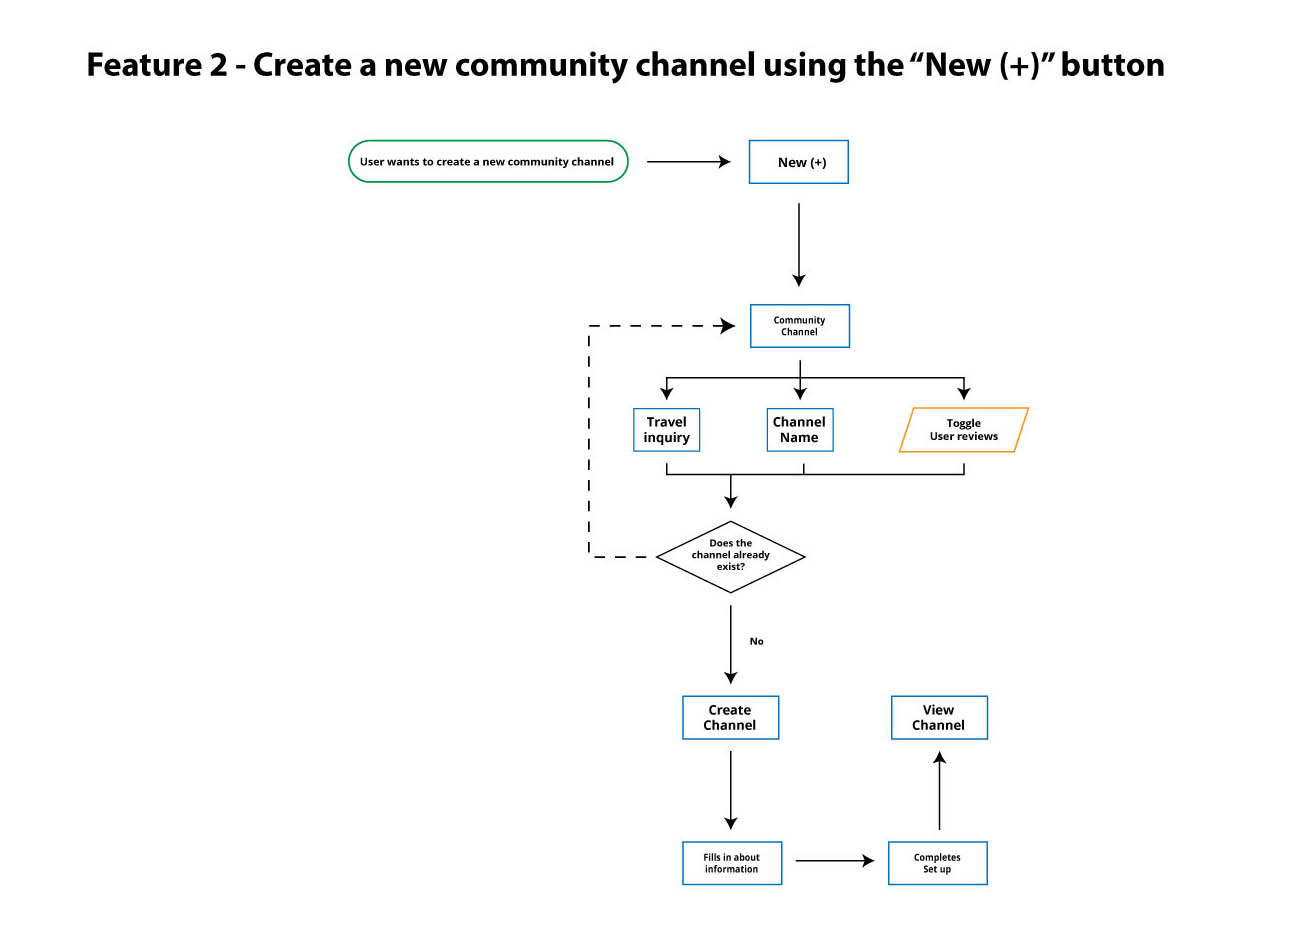 Feature 2 - Create a new community channel using the “New (+)” button
User wants to create a new community channel
New (+)
Community
Channel
Travel
inquiry
Channel
Name
Toggle
User reviews
Does the
channel already
exist?
No
Create
Channel
View
Channel
Fills in about
information
Completes
Set up